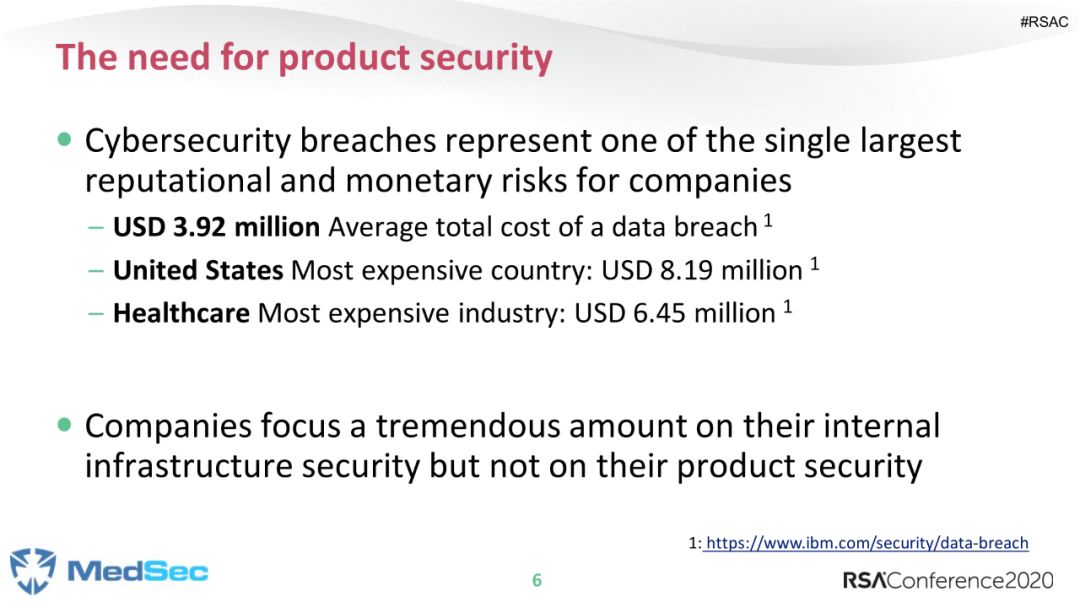 #RSAC
The need for product security
• Cybersecurity breaches represent one of the single largest
reputational and monetary risks for companies
– USD 3.92 million Average total cost of a data breach 1
– United States Most expensive country: USD 8.19 million 1
– Healthcare Most expensive industry: USD 6.45 million 1
• Companies focus a tremendous amount on their internal
infrastructure security but not on their product security
1: https://www.ibm.com/security/data-breach
MedSec
6
RSAConference2020